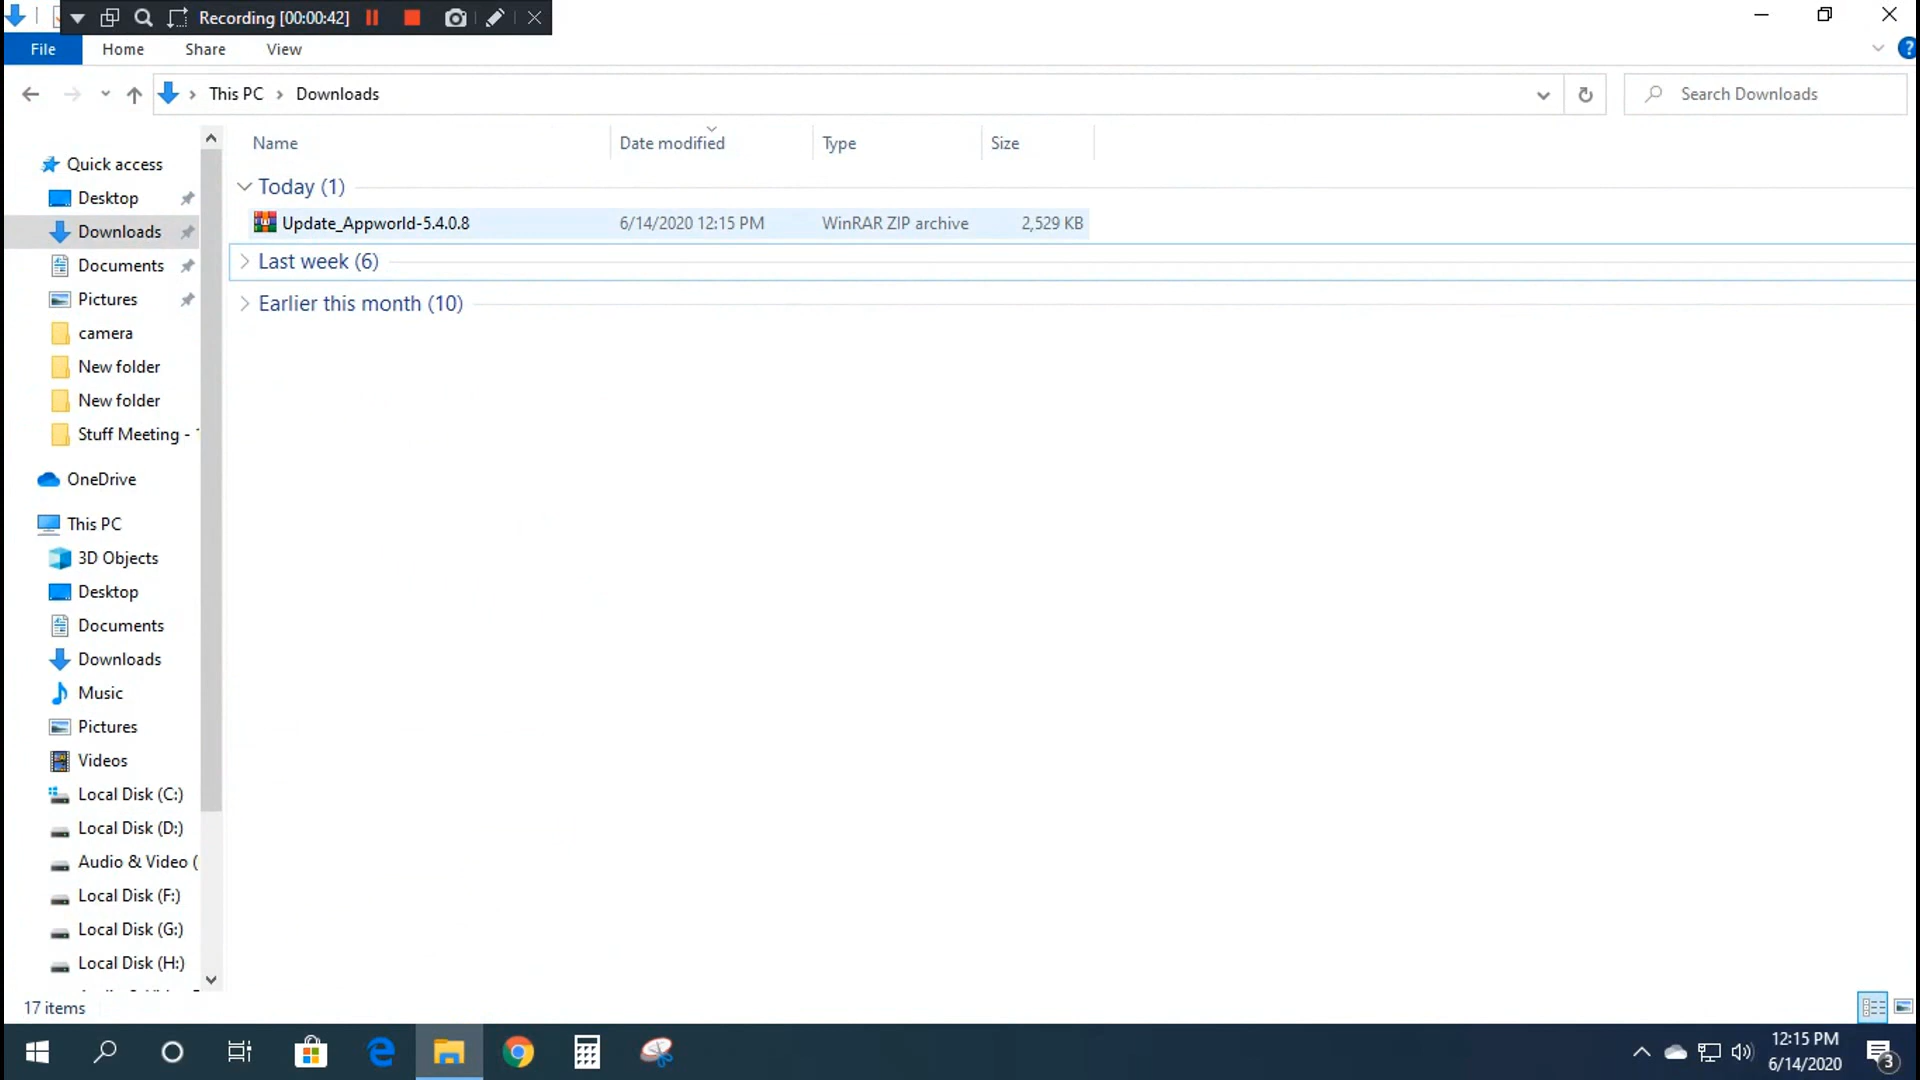 Recording [00:00:42]
File Home Share View
?
This PC Downloads
Search Downloads
Name Date modified Type Size
Quick access
Desktop
Downloads
Documents
Pictures
camera
New folder
New folder
Stuff Meeting -
OneDrive
This PC
3D Objects
Desktop
Documents
Downloads
Music
Pictures
Videos
Local Disk (C:)
Local Disk (D:)
Audio & Video (
Local Disk (F:)
Local Disk (G:)
Local Disk (H:)
Today (1)
Update_Appworld-5.4.0.8 6/14/2020 12:15 PM WinRAR ZIP archive 2,529 KB
Last week (6)
Earlier this month (10)
17 items
12:15 PM
6/14/2020
3